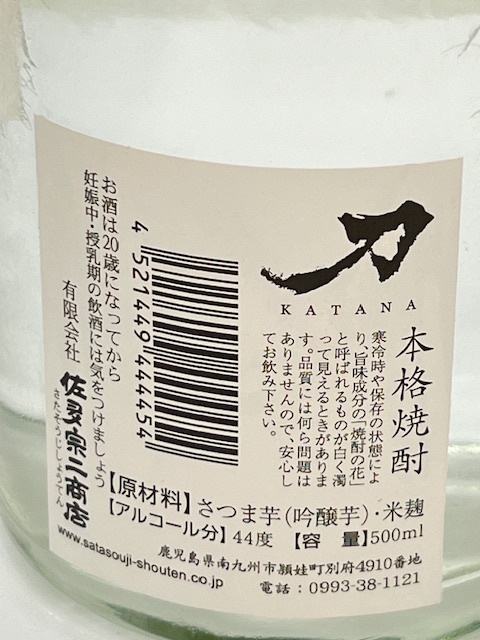 刀
KATANA
本格焼酎
寒冷時や保存の状態によ
り、旨味成分の「焼酎の花」
と呼ばれるものが白く濁
って見えるときがありま
す。品質には何ら問題は
ありませんので、安心し
てお飲み下さい。
4 521449 444454
お酒は20歳になってから
妊娠中・授乳期の飲酒には気をつけましょう
有限会社 佐多宗二商店
さたそうじしょうてん
www.satasouji-shouten.co.jp
【原材料】さつま芋(吟醸芋)・米麹
【アルコール分】44度 【容 量】500ml
鹿児島県南九州市頴娃町別府4910番地
電話:0993-38-1121